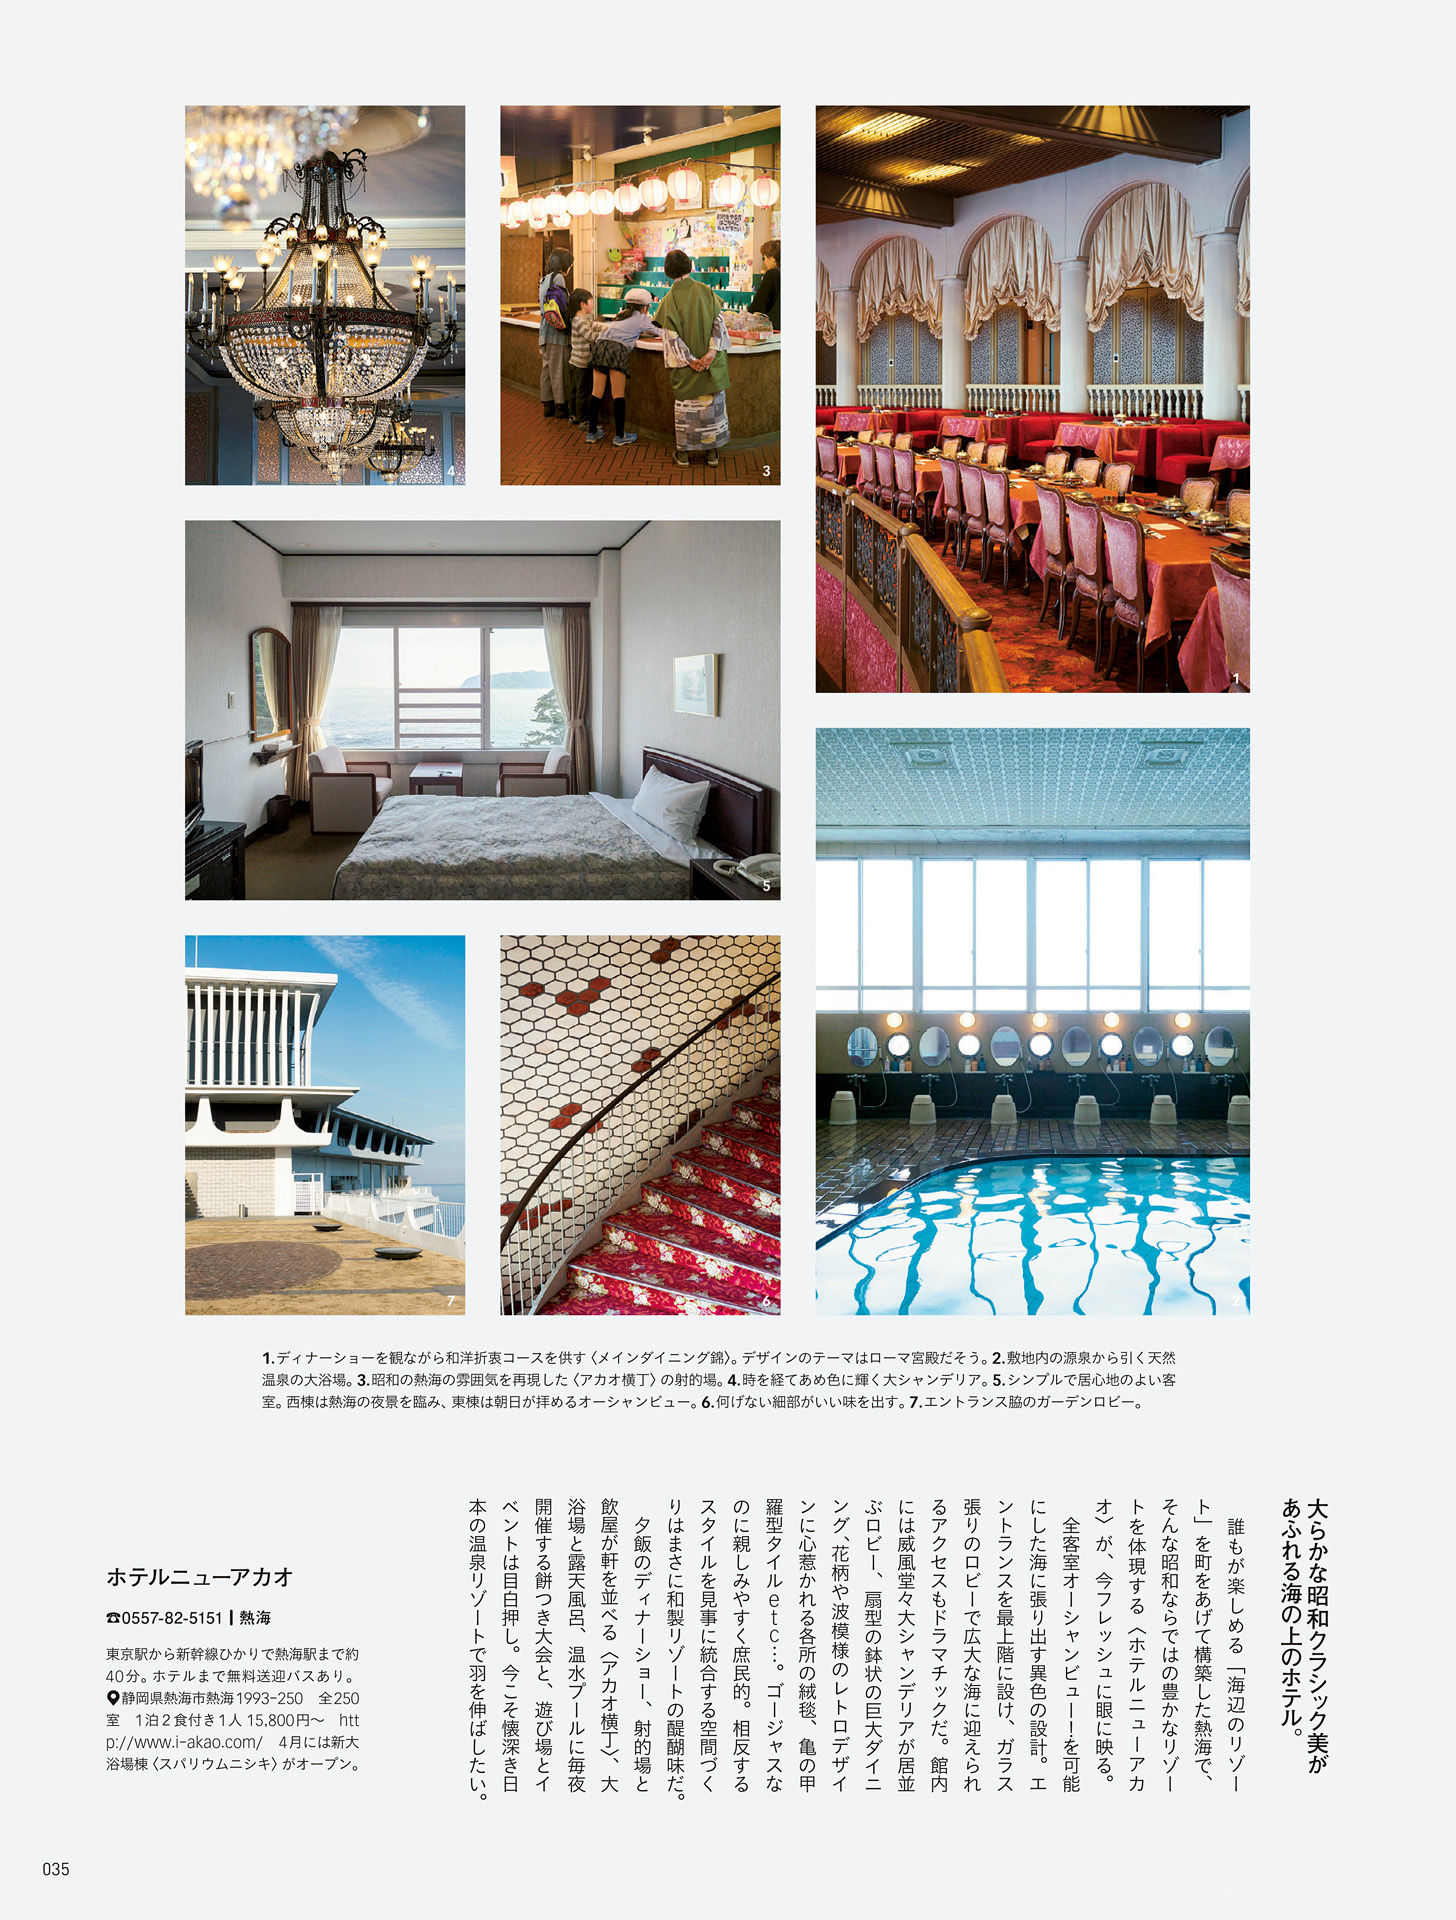 4
3
1
5
7
6
2
1.ディナーショーを観ながら和洋折衷コースを供す〈メインダイニング錦〉。デザインのテーマはローマ宮殿だそう。2.敷地内の源泉から引く天然
温泉の大浴場。3.昭和の熱海の雰囲気を再現した〈アカオ横丁〉の射的場。4.時を経てあめ色に輝く大シャンデリア。5.シンプルで居心地のよい客
室。西棟は熱海の夜景を臨み、東棟は朝日が拝めるオーシャンビュー。6.何げない細部がいい味を出す。7.エントランス脇のガーデンロビー。
大らかな昭和クラシック美が
あふれる海の上のホテル。
誰もが楽しめる「海辺のリゾー
ト」を町をあげて構築した熱海で、
そんな昭和ならではの豊かなリゾー
トを体現する〈ホテルニューアカ
オ〉が、今フレッシュに眼に映る。
全客室オーシャンビュー！を可能
にした海に張り出す異色の設計。エ
ントランスを最上階に設け、ガラス
張りのロビーで広大な海に迎えられ
るアクセスもドラマチックだ。館内
には威風堂々大シャンデリアが居並
ぶロビー、扇型の鉢状の巨大ダイニ
ング、花柄や波模様のレトロデザイ
ンに心惹かれる各所の絨毯、亀の甲
羅型タイルetc…。ゴージャスな
のに親しみやすく庶民的。相反する
スタイルを見事に統合する空間づく
りはまさに和製リゾートの醍醐味だ。
夕飯のディナーショー、射的場と
飲屋が軒を並べる〈アカオ横丁〉、大
浴場と露天風呂、温水プールに毎夜
開催する餅つき大会と、遊び場とイ
ベントは目白押し。今こそ懐深き日
本の温泉リゾートで羽を伸ばしたい。
ホテルニューアカオ
☎0557-82-5151 | 熱海
東京駅から新幹線ひかりで熱海駅まで約
40分。ホテルまで無料送迎バスあり。
静岡県熱海市熱海1993-250　全250
室　1泊2食付き1人 15,800円〜　htt
p://www.i-akao.com/　4月には新大
浴場棟〈スパリウムニシキ〉がオープン。
035